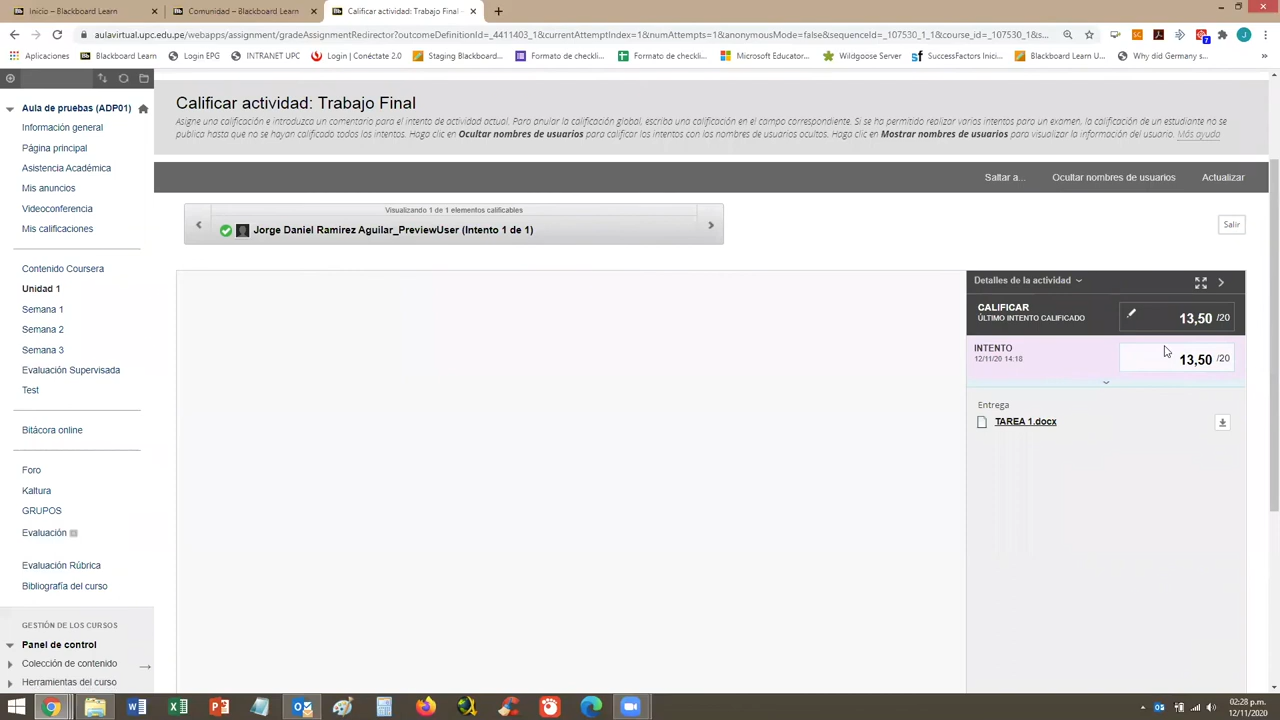 Inicio – Blackboard Learn
Comunidad – Blackboard Learn
Calificar actividad: Trabajo Final –
aulavirtual.upc.edu.pe/webapps/assignment/gradeAssignmentRedirector?outcomeDefinitionId=_4411403_1&currentAttemptIndex=1&numAttempts=1&anonymousMode=false&sequenceId=_107530_1_1&course_id=_107530_1&s...
Aplicaciones
Blackboard Learn
Login EPG
INTRANET UPC
Login | Conéctate 2.0
Staging Blackboard...
Formato de checkli...
Formato de checkli...
Microsoft Educator...
Wildgoose Server
SuccessFactors Inici...
Blackboard Learn U...
Why did Germany s...
Aula de pruebas (ADP01)
Información general
Página principal
Asistencia Académica
Mis anuncios
Videoconferencia
Mis calificaciones
Contenido Coursera
Unidad 1
Semana 1
Semana 2
Semana 3
Evaluación Supervisada
Test
Bitácora online
Foro
Kaltura
GRUPOS
Evaluación
Evaluación Rúbrica
Bibliografía del curso
GESTIÓN DE LOS CURSOS
Panel de control
Colección de contenido
Herramientas del curso
Calificar actividad: Trabajo Final
Asigne una calificación e introduzca un comentario para el intento de actividad actual. Para anular la calificación global, escriba una calificación en el campo correspondiente. Si se ha permitido realizar varios intentos para un examen, la calificación de un estudiante no se
publica hasta que no se hayan calificado todos los intentos. Haga clic en Ocultar nombres de usuarios para calificar los intentos con los nombres de usuarios ocultos. Haga clic en Mostrar nombres de usuarios para visualizar la información del usuario. Más ayuda
Saltar a...
Ocultar nombres de usuarios
Actualizar
Visualizando 1 de 1 elementos calificables
Jorge Daniel Ramirez Aguilar_PreviewUser (Intento 1 de 1)
Salir
Detalles de la actividad
CALIFICAR
ÚLTIMO INTENTO CALIFICADO
13,50 /20
INTENTO
12/11/20 14:18
13,50 /20
Entrega
TAREA 1.docx
02:28 p.m.
12/11/2020